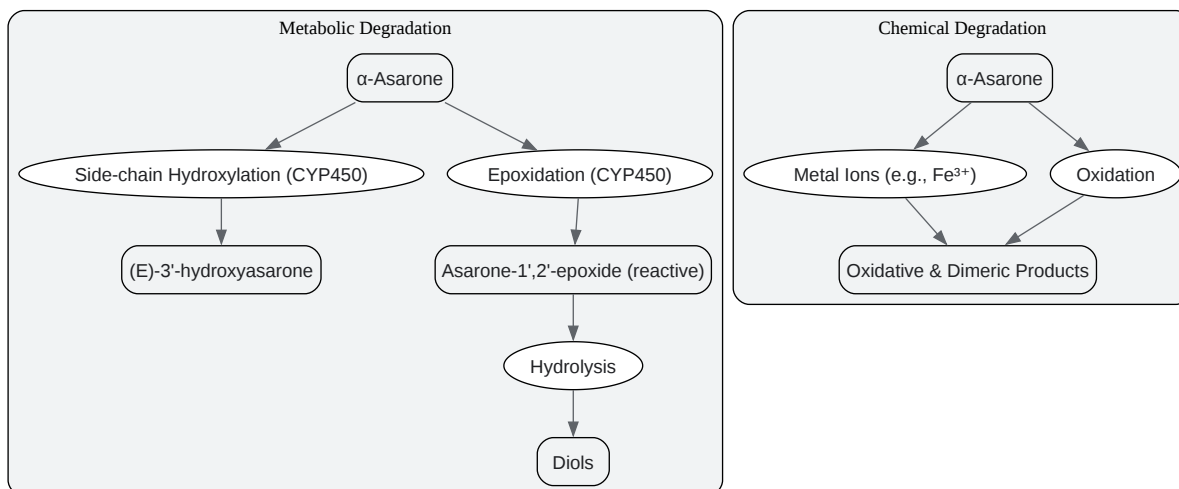 Metabolic Degradation
α-Asarone
Side-chain Hydroxylation (CYP450)
Epoxidation (CYP450)
(E)-3'-hydroxyasarone
Asarone-1',2'-epoxide (reactive)
Hydrolysis
Diols
Chemical Degradation
α-Asarone
Metal Ions (e.g., Fe³⁺)
Oxidation
Oxidative & Dimeric Products